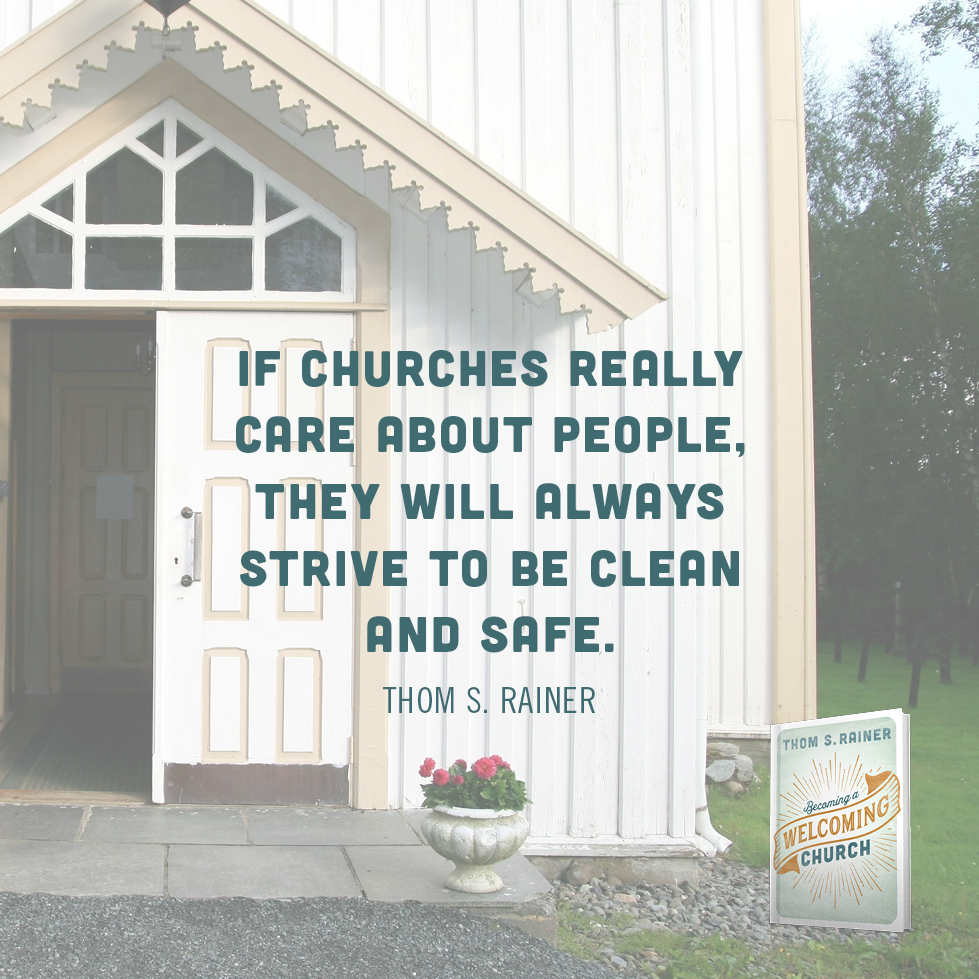 IF CHURCHES REALLY
CARE ABOUT PEOPLE,
THEY WILL ALWAYS
STRIVE TO BE CLEAN
AND SAFE.
THOM S. RAINER
THOM S. RAINER
Becoming a
WELCOMING
CHURCH